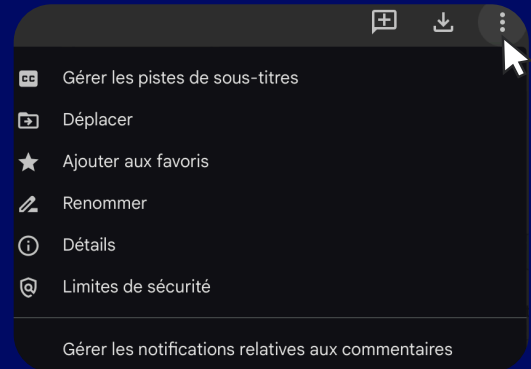 CC
Gérer les pistes de sous-titres
Déplacer
Ajouter aux favoris
Renommer
Détails
Limites de sécurité
Gérer les notifications relatives aux commentaires